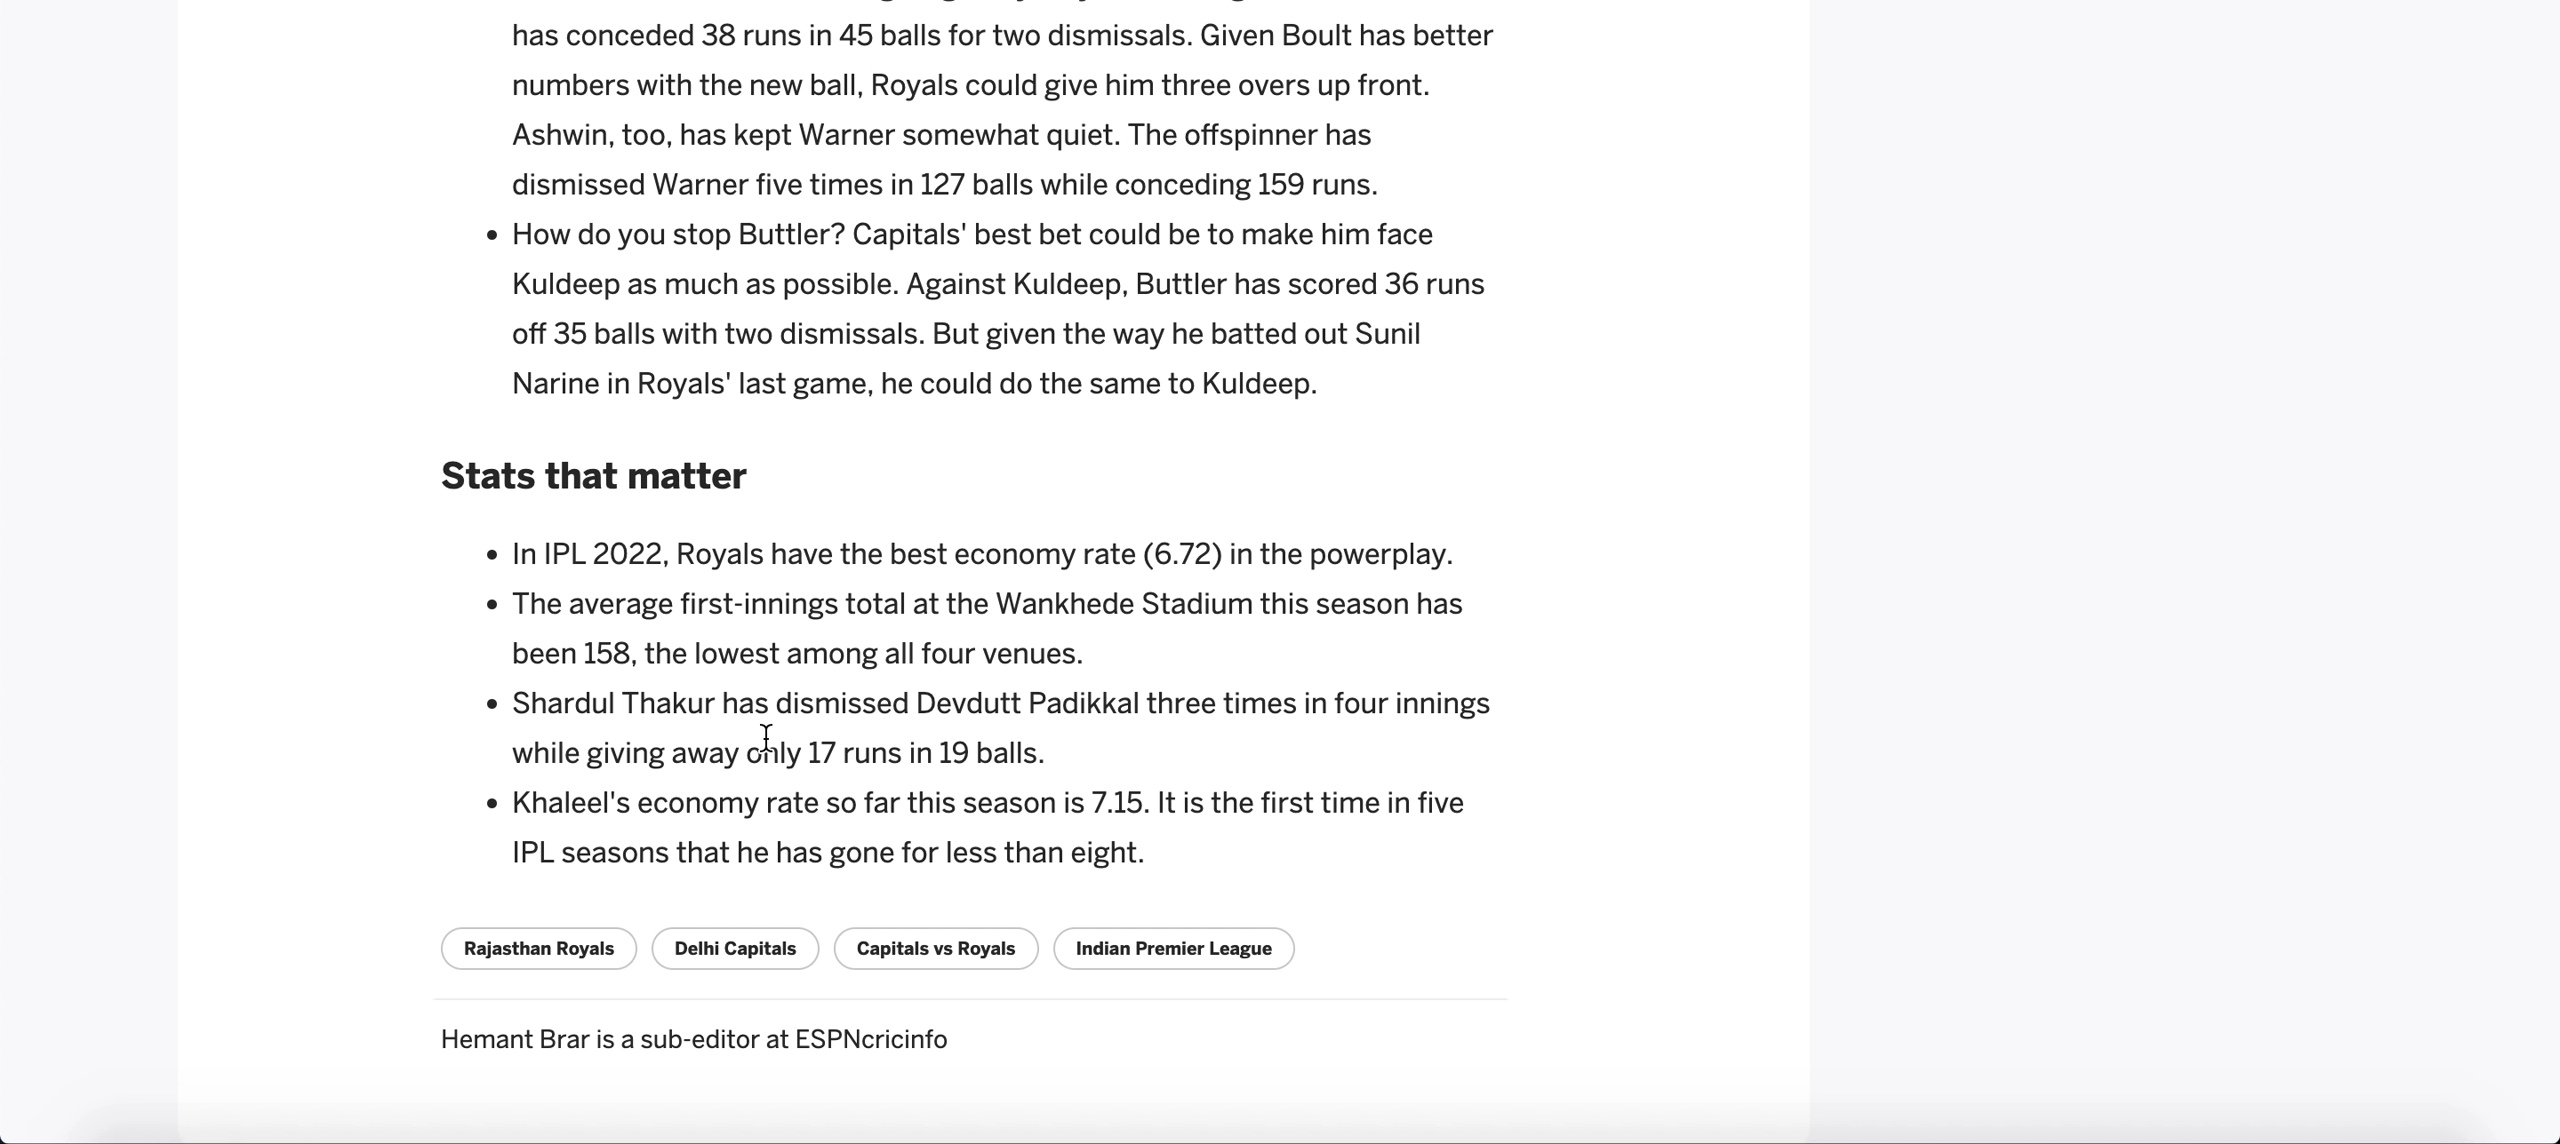 has conceded 38 runs in 45 balls for two dismissals. Given Boult has better
numbers with the new ball, Royals could give him three overs up front.
Ashwin, too, has kept Warner somewhat quiet. The offspinner has
dismissed Warner five times in 127 balls while conceding 159 runs.
• How do you stop Buttler? Capitals' best bet could be to make him face
Kuldeep as much as possible. Against Kuldeep, Buttler has scored 36 runs
off 35 balls with two dismissals. But given the way he batted out Sunil
Narine in Royals' last game, he could do the same to Kuldeep.
Stats that matter
• In IPL 2022, Royals have the best economy rate (6.72) in the powerplay.
• The average first-innings total at the Wankhede Stadium this season has
been 158, the lowest among all four venues.
• Shardul Thakur has dismissed Devdutt Padikkal three times in four innings
while giving away only 17 runs in 19 balls.
• Khaleel's economy rate so far this season is 7.15. It is the first time in five
IPL seasons that he has gone for less than eight.
Rajasthan Royals Delhi Capitals Capitals vs Royals Indian Premier League
Hemant Brar is a sub-editor at ESPNcricinfo